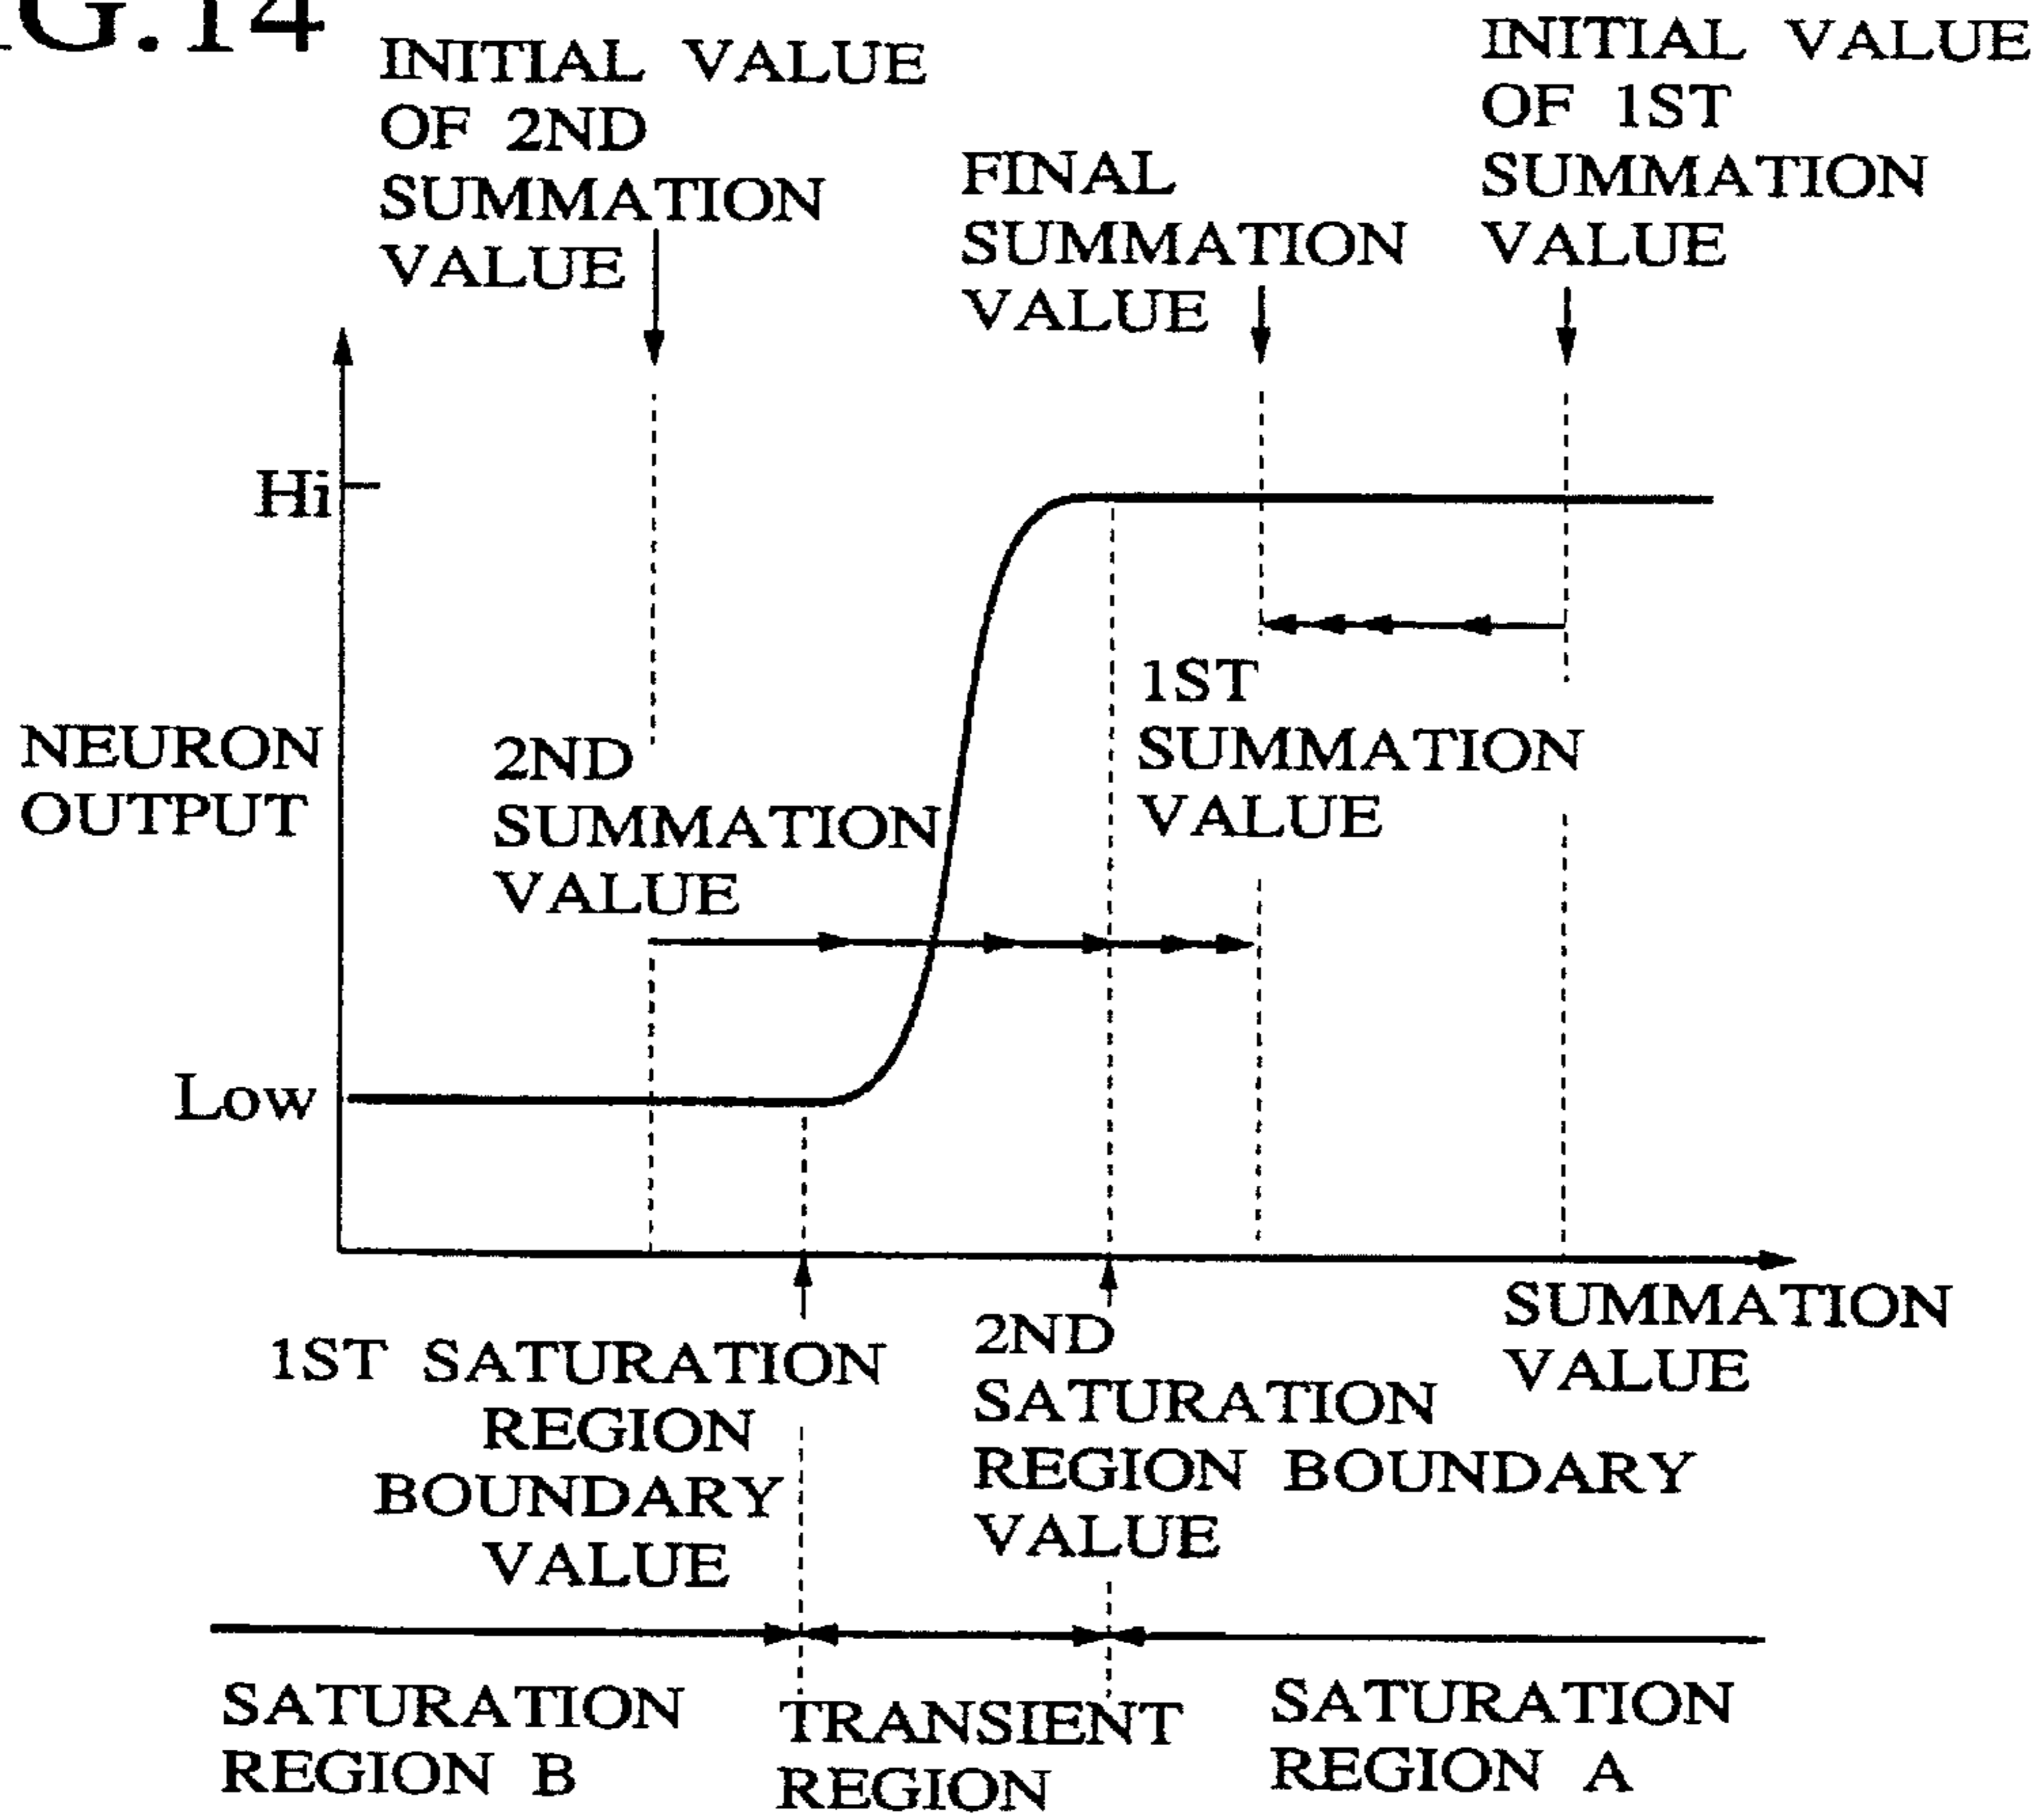 G.14
INITIAL VALUE
OF 2ND
SUMMATION
VALUE
FINAL
SUMMATION
VALUE
INITIAL VALUE
OF 1ST
SUMMATION
VALUE
Hi
NEURON
OUTPUT
2ND
SUMMATION
VALUE
1ST
SUMMATION
VALUE
Low
SUMMATION
VALUE
1ST SATURATION
REGION
BOUNDARY
VALUE
2ND
SATURATION
REGION BOUNDARY
VALUE
SATURATION
REGION B
TRANSIENT
REGION
SATURATION
REGION A